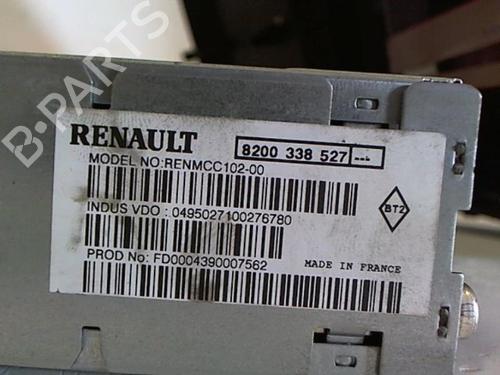 B-PARTS
RENAULT 8200 338 527 ---
MODEL NO:RENMCC102-00
INDUS VDO : 0495027100276780
BT2
PROD No: FD0004390007562
MADE IN FRANCE